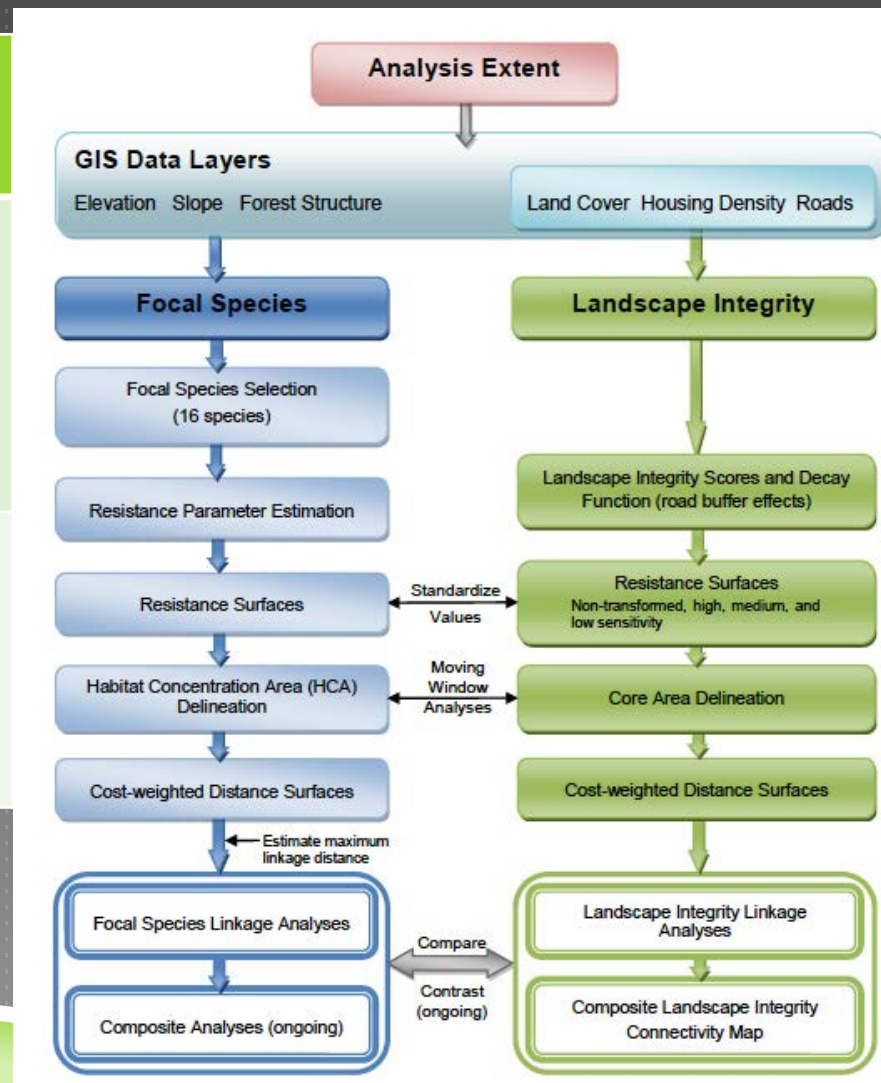 Analysis Extent
GIS Data Layers
Elevation Slope Forest Structure
Land Cover Housing Density Roads
Focal Species
Landscape Integrity
Focal Species Selection
(16 species)
Landscape Integrity Scores and Decay
Function (road buffer effects)
Resistance Parameter Estimation
Resistance Surfaces
Standardize
Values
Resistance Surfaces
Non-transformed, high, medium, and
low sensitivity
Habitat Concentration Area (HCA)
Delineation
Moving
Window
Analyses
Core Area Delineation
Cost-weighted Distance Surfaces
Cost-weighted Distance Surfaces
Estimate maximum
linkage distance
Focal Species Linkage Analyses
Landscape Integrity Linkage
Analyses
Compare
Contrast
(ongoing)
Composite Analyses (ongoing)
Composite Landscape Integrity
Connectivity Map